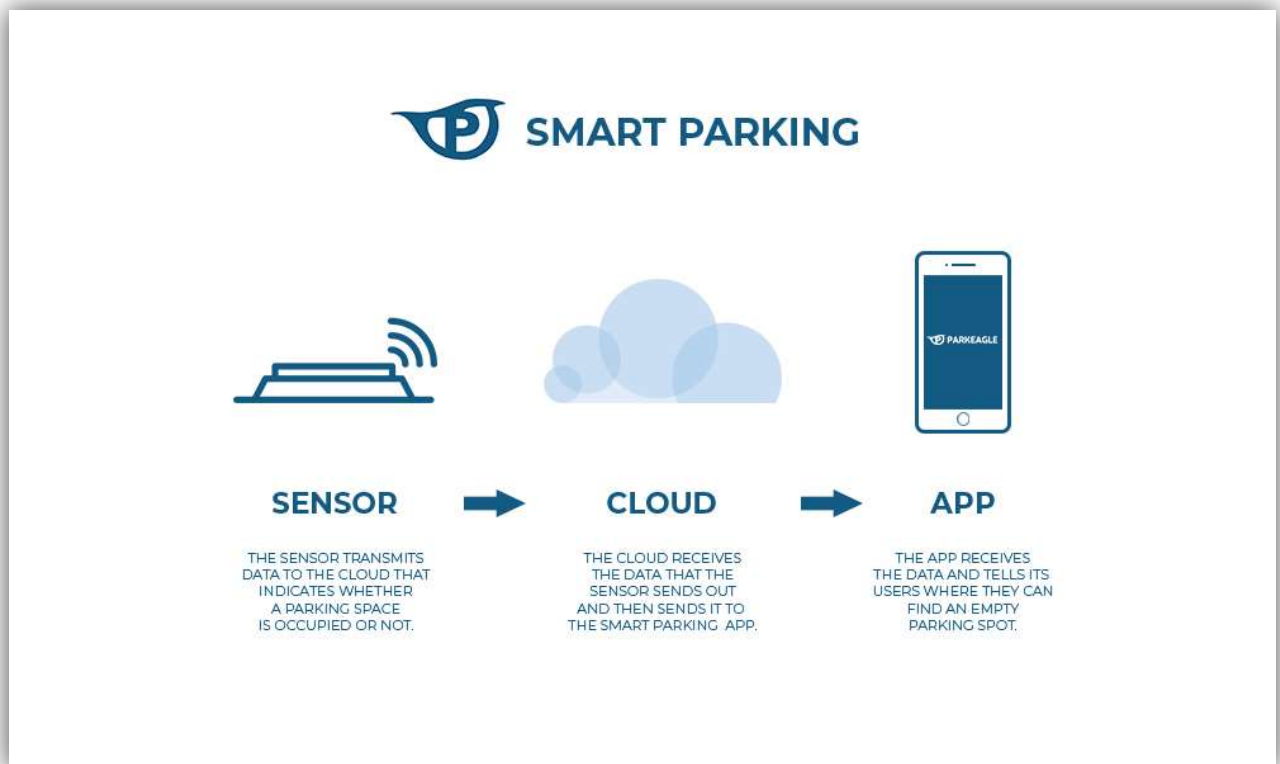 P SMART PARKING
PARKEAGLE
SENSOR
CLOUD
APP
THE SENSOR TRANSMITS
DATA TO THE CLOUD THAT
INDICATES WHETHER
A PARKING SPACE
IS OCCUPIED OR NOT.
THE CLOUD RECEIVES
THE DATA THAT THE
SENSOR SENDS OUT
AND THEN SENDS IT TO
THE SMART PARKING APP.
THE APP RECEIVES
THE DATA AND TELLS ITS
USERS WHERE THEY CAN
FIND AN EMPTY
PARKING SPOT.